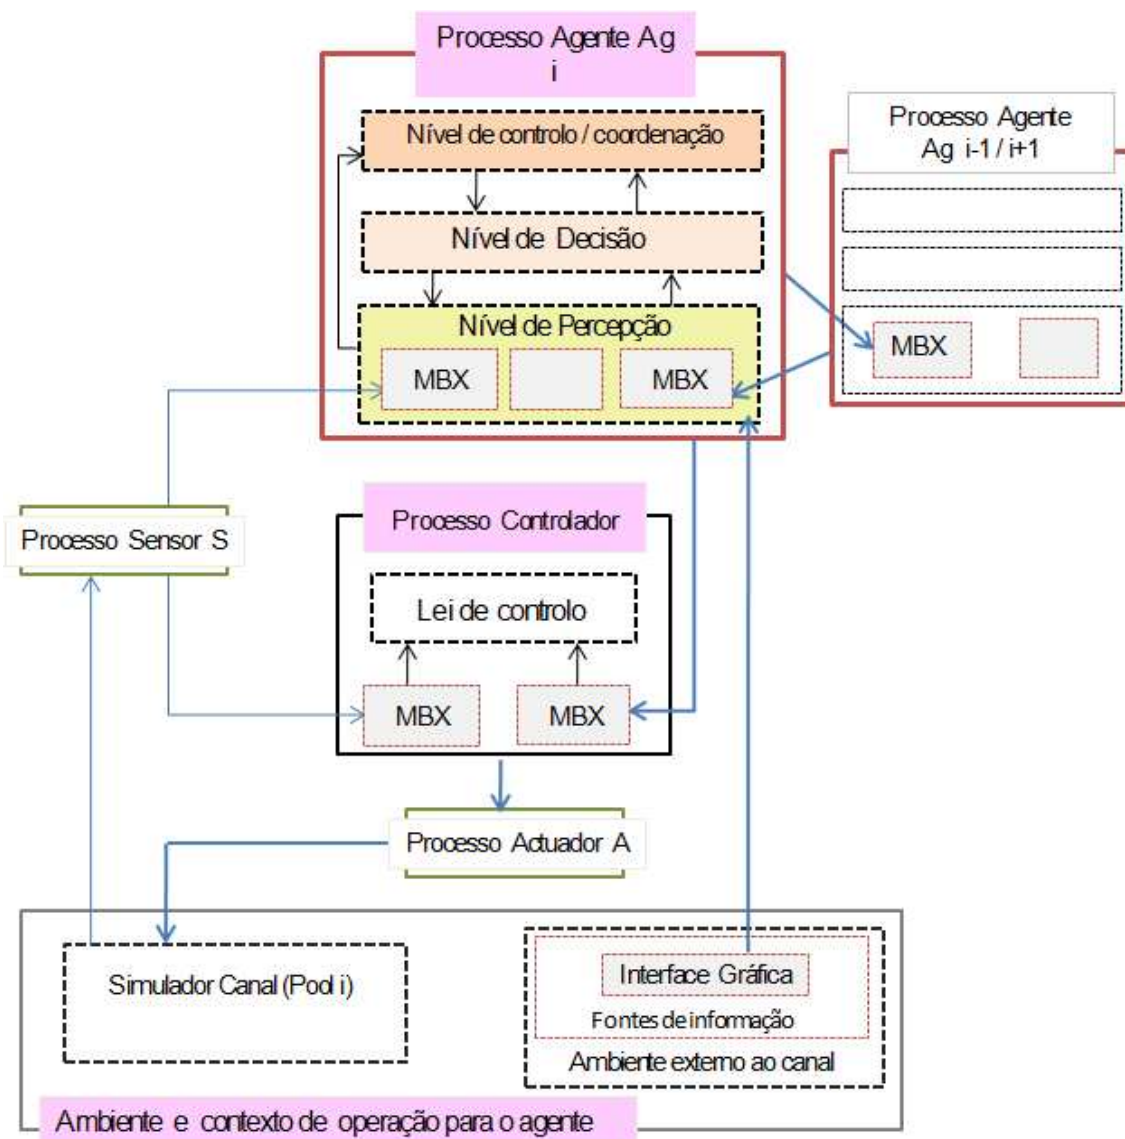 Processo Agente Ag
i
Nível de controlo / coordenação
Nível de Decisão
Nível de Percepção
MBX
MBX
Processo Agente
Ag i-1 / i+1
MBX
Processo Sensor S
Processo Controlador
Lei de controlo
MBX
MBX
Processo Actuador A
Simulador Canal (Pool i)
Interface Gráfica
Fontes de informação
Ambiente externo ao canal
Ambiente e contexto de operação para o agente